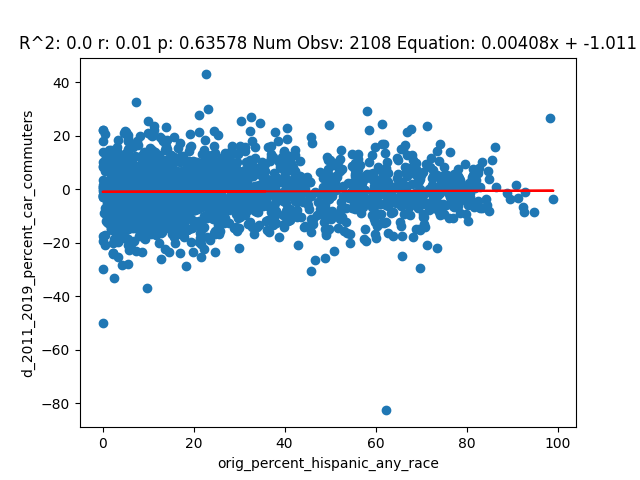 R^2: 0.0 r: 0.01 p: 0.63578 Num Obsv: 2108 Equation: 0.00408x + -1.011
40
20
0
−20
−40
−60
−80
d_2011_2019_percent_car_commuters
0 20 40 60 80 100
orig_percent_hispanic_any_race